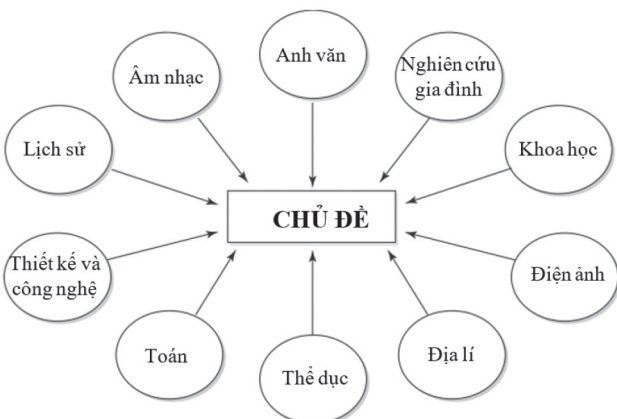 Anh văn
Âm nhạc
Nghiên cứu
gia đình
Lịch sử
Khoa học
CHỦ ĐỀ
Thiết kế và
công nghệ
Điện ảnh
Toán
Địa lí
Thể dục